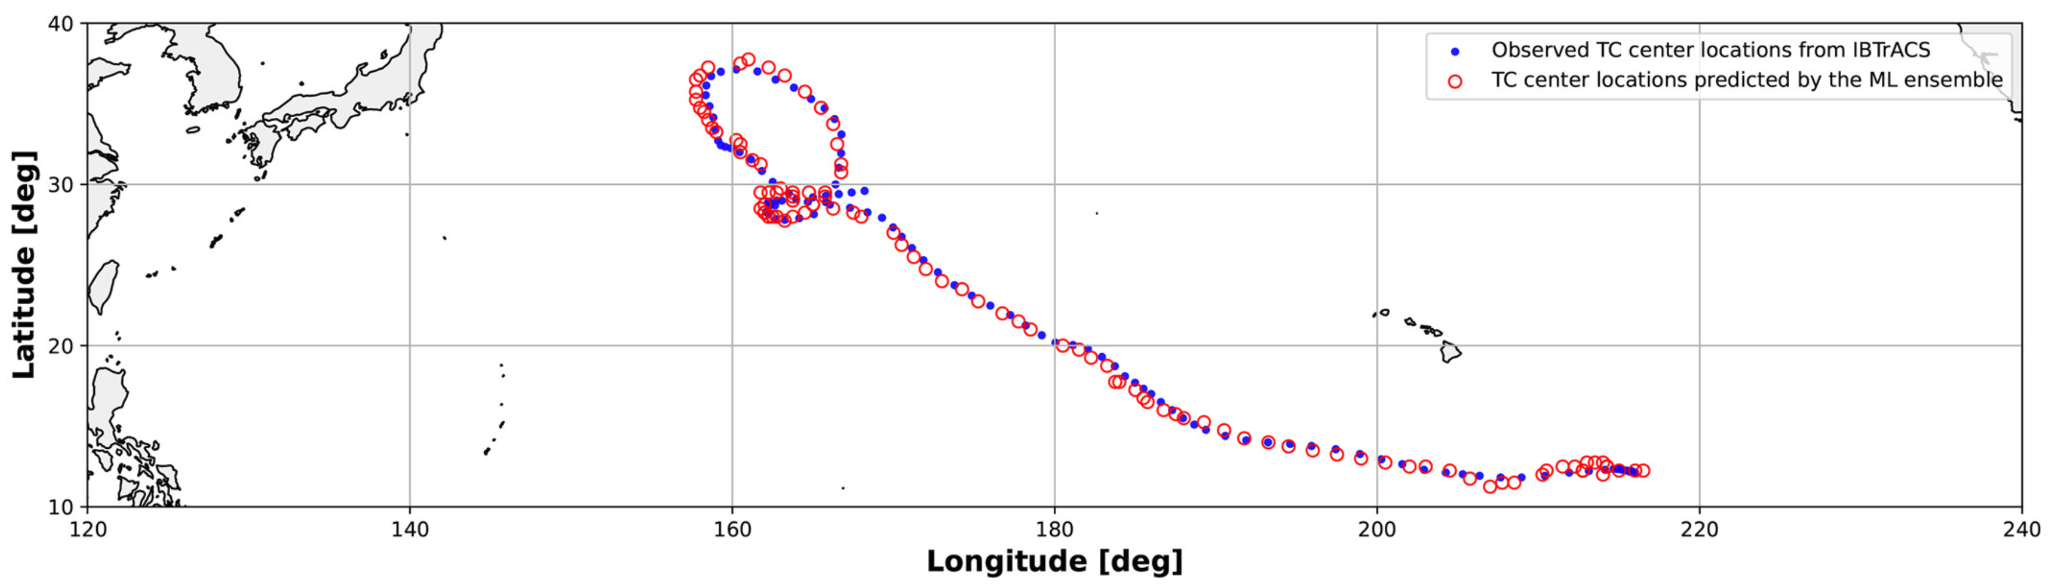 40
30
20
10
Latitude [deg]
Observed TC center locations from IBTrACS
TC center locations predicted by the ML ensemble
120 140 160 180 200 220 240
Longitude [deg]